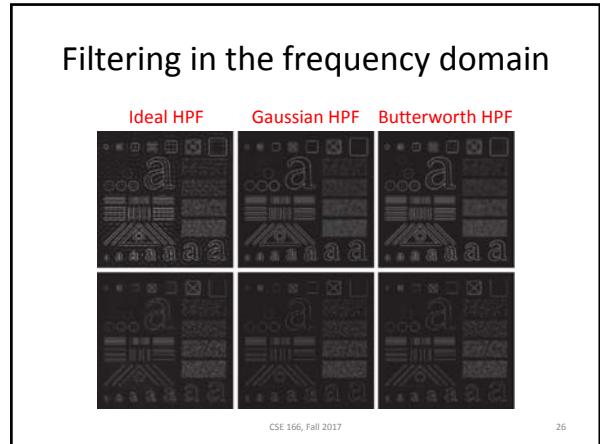 Filtering in the frequency domain
Ideal HPF Gaussian HPF Butterworth HPF
a a a
a a a a a a a a a a a a a a a a a a
a a a
a a a a a a a a a a a a a a a a a a
CSE 166, Fall 2017 26